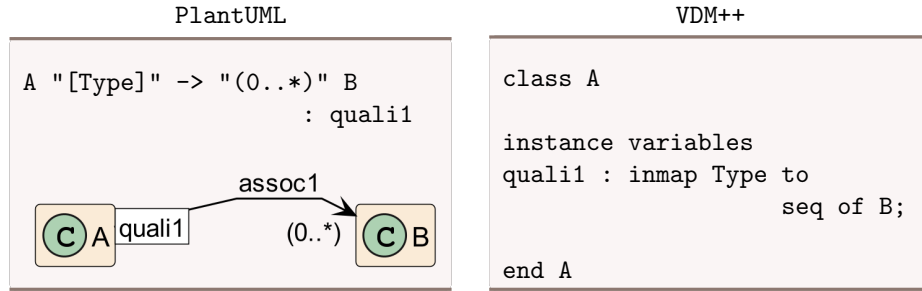 PlantUML
A "[Type]" -> "(0..*)" B
: quali1
assoc1
C A quali1 (0..*) C B
VDM++
class A
instance variables
quali1 : inmap Type to
seq of B;
end A